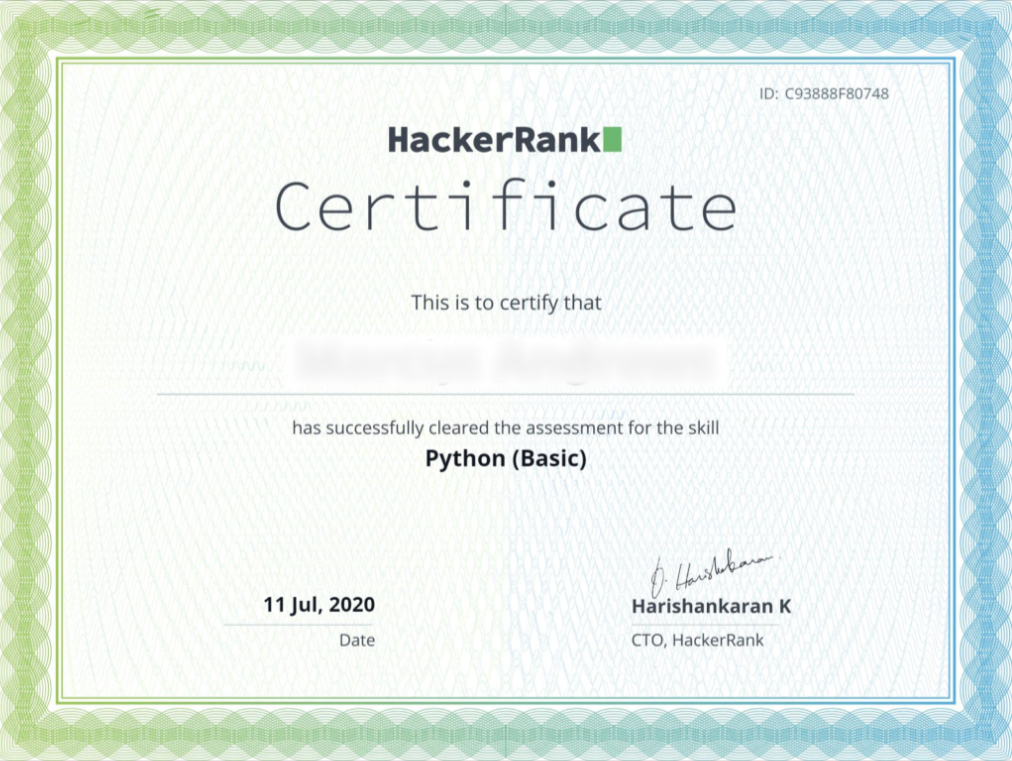 ID: C93888F80748
HackerRank
Certificate
This is to certify that
has successfully cleared the assessment for the skill
Python (Basic)
11 Jul, 2020
Date
Harishankaran K
CTO, HackerRank